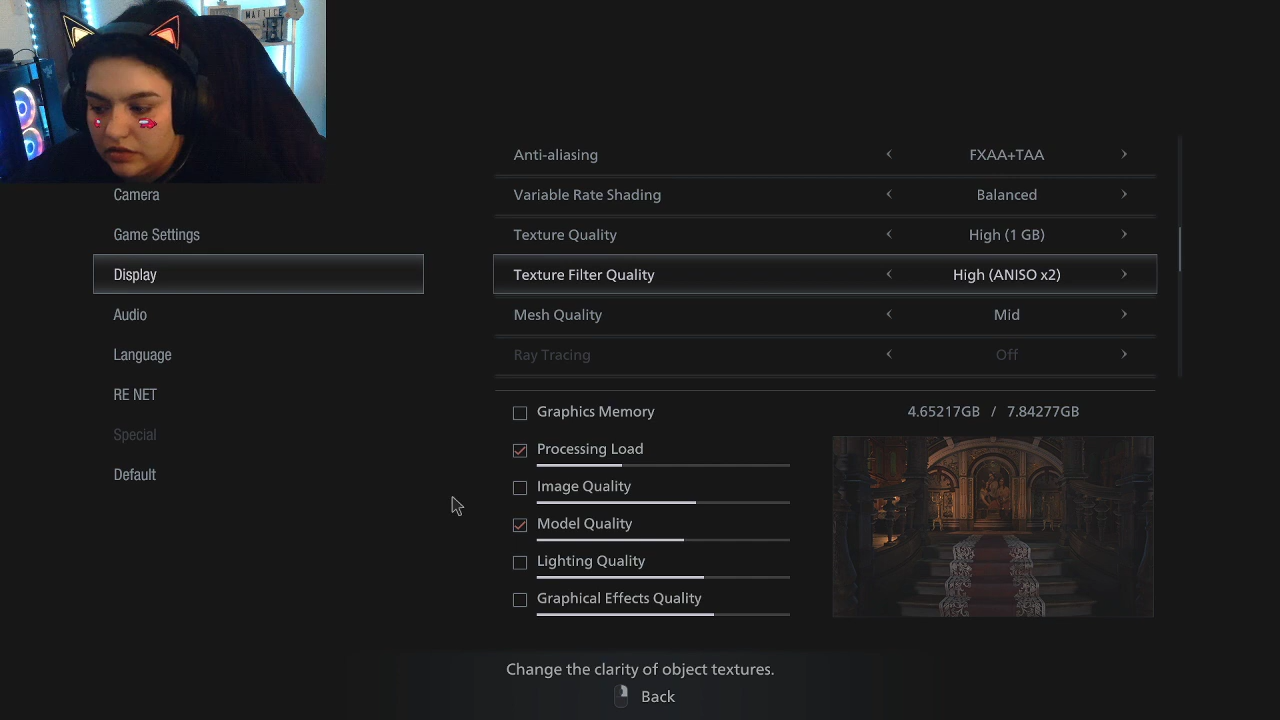 MATTICE
Camera
Game Settings
Display
Audio
Language
RE NET
Special
Default
Anti-aliasing FXAA+TAA
Variable Rate Shading Balanced
Texture Quality High (1 GB)
Texture Filter Quality High (ANISO x2)
Mesh Quality Mid
Ray Tracing Off
Graphics Memory 4.65217GB / 7.84277GB
Processing Load
Image Quality
Model Quality
Lighting Quality
Graphical Effects Quality
Change the clarity of object textures.
Back